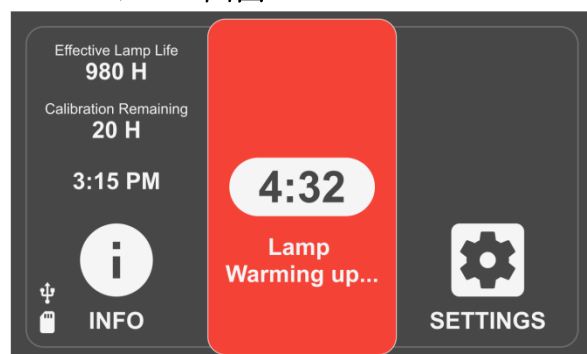 Effective Lamp Life
980 H
Calibration Remaining
20 H
3:15 PM
INFO
4:32
Lamp
Warming up...
SETTINGS